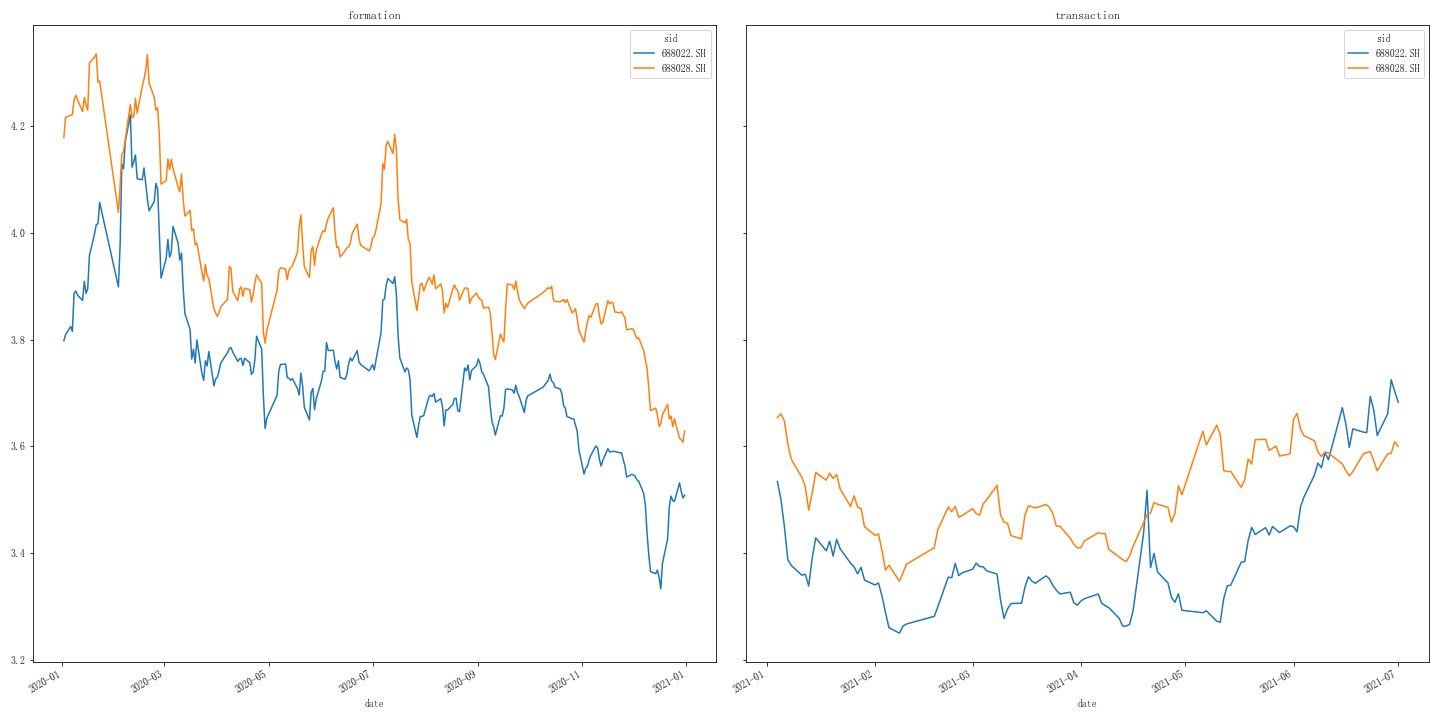 formation
sid
688022.SH
688028.SH
4.2
4.0
3.8
3.6
3.4
3.2
2020-01
2020-03
2020-05
2020-07
2020-09
2020-11
2021-01
date
transaction
sid
688022.SH
688028.SH
2021-01
2021-02
2021-03
2021-04
2021-05
2021-06
2021-07
date